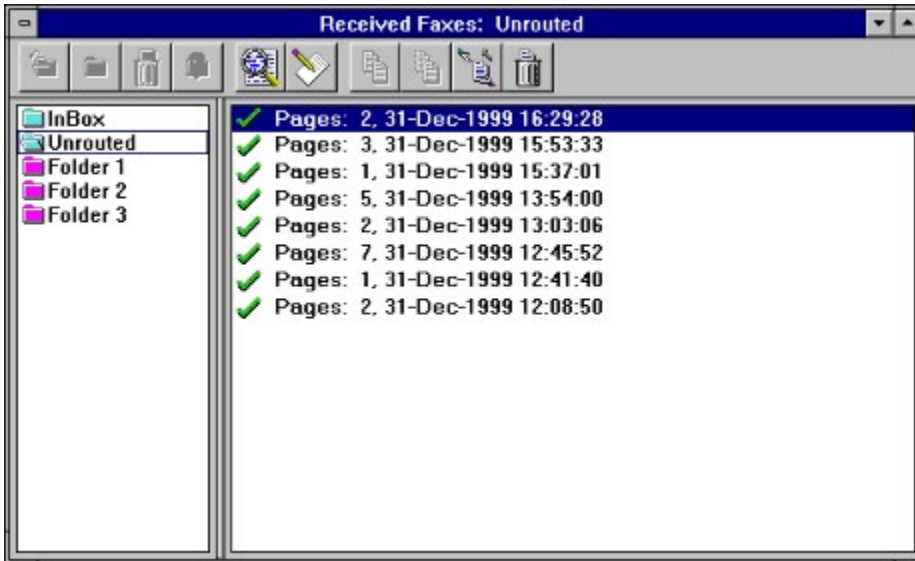 Received Faxes: Unrouted
InBox
Unrouted
Folder 1
Folder 2
Folder 3
Pages: 2, 31-Dec-1999 16:29:28
Pages: 3, 31-Dec-1999 15:53:33
Pages: 1, 31-Dec-1999 15:37:01
Pages: 5, 31-Dec-1999 13:54:00
Pages: 2, 31-Dec-1999 13:03:06
Pages: 7, 31-Dec-1999 12:45:52
Pages: 1, 31-Dec-1999 12:41:40
Pages: 2, 31-Dec-1999 12:08:50